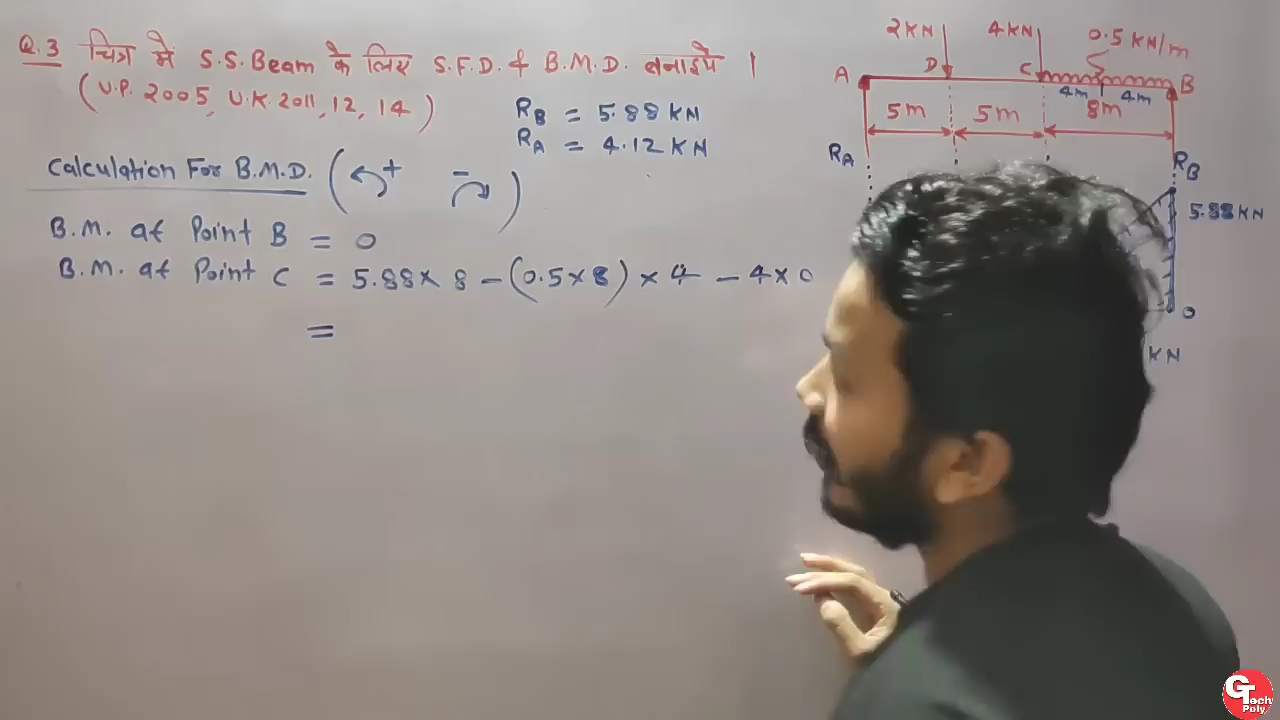 Q.3 चित्र में S.S.Beam के लिए S.F.D. & B.M.D. बनाइये ।
(U.P. 2005, U.K. 2011, 12, 14)
R_B = 5.88 KN
R_A = 4.12 KN
Calculation For B.M.D. ( + - )
B.M. at Point B = 0
B.M. at Point C = 5.88 × 8 - (0.5 × 8) × 4 - 4 × 0
=
2KN 4KN 0.5 KN/m
A D C B
4m 4m
5m 5m 8m
R_A R_B
5.88 KN
0
KN
G Tech Poly